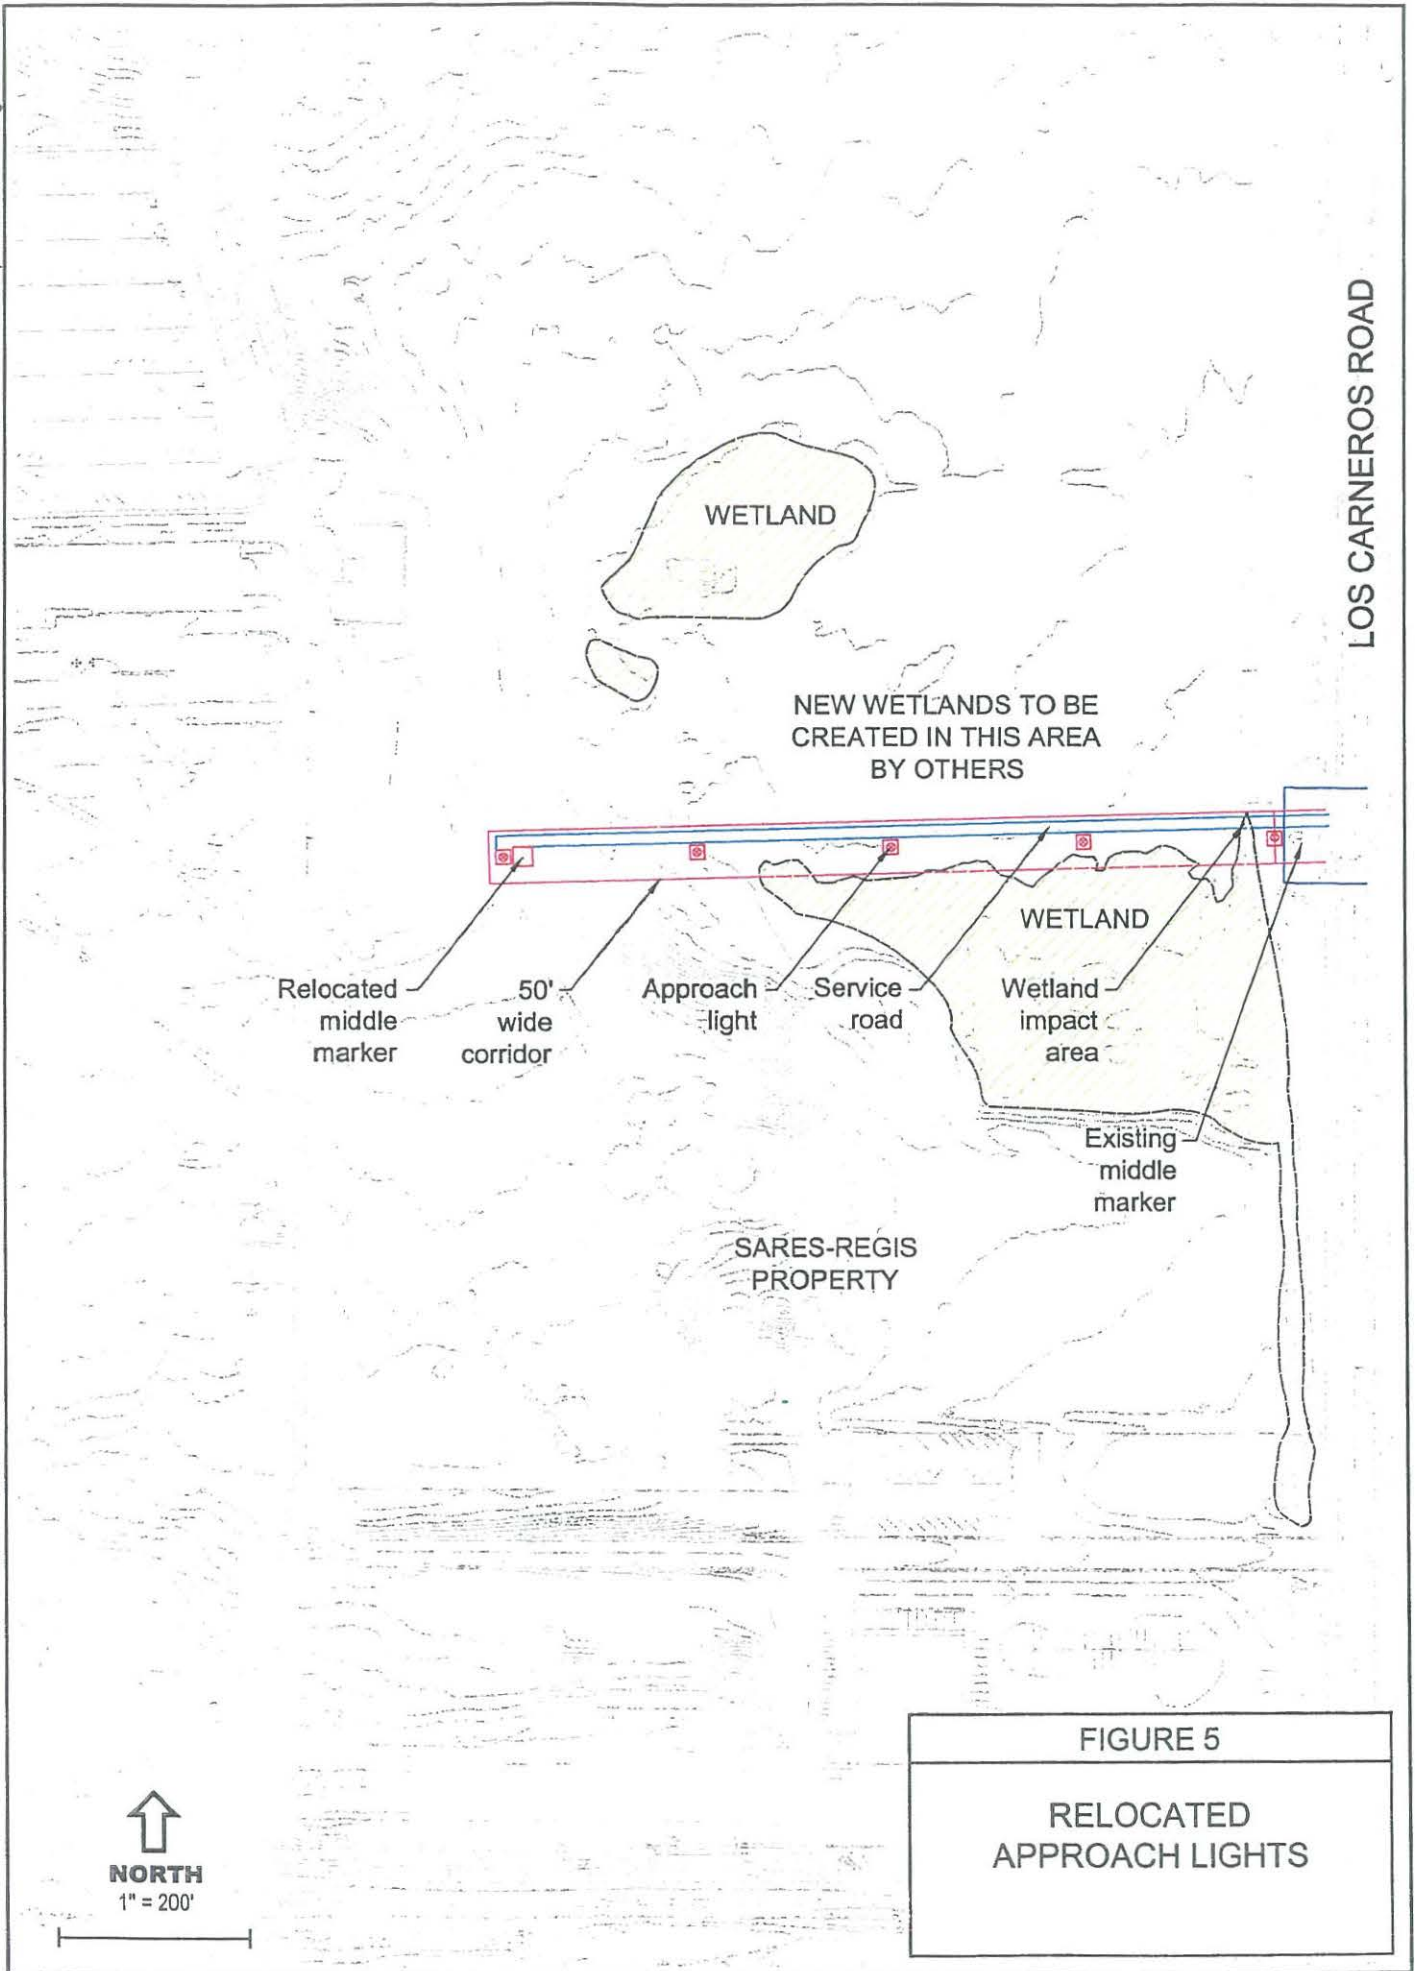 LOS CARNEROS ROAD
WETLAND
NEW WETLANDS TO BE
CREATED IN THIS AREA
BY OTHERS
WETLAND
Relocated
middle
marker
50'
wide
corridor
Approach
light
Service
road
Wetland
impact
area
Existing
middle
marker
SARES-REGIS
PROPERTY
NORTH
1" = 200'
FIGURE 5
RELOCATED
APPROACH LIGHTS